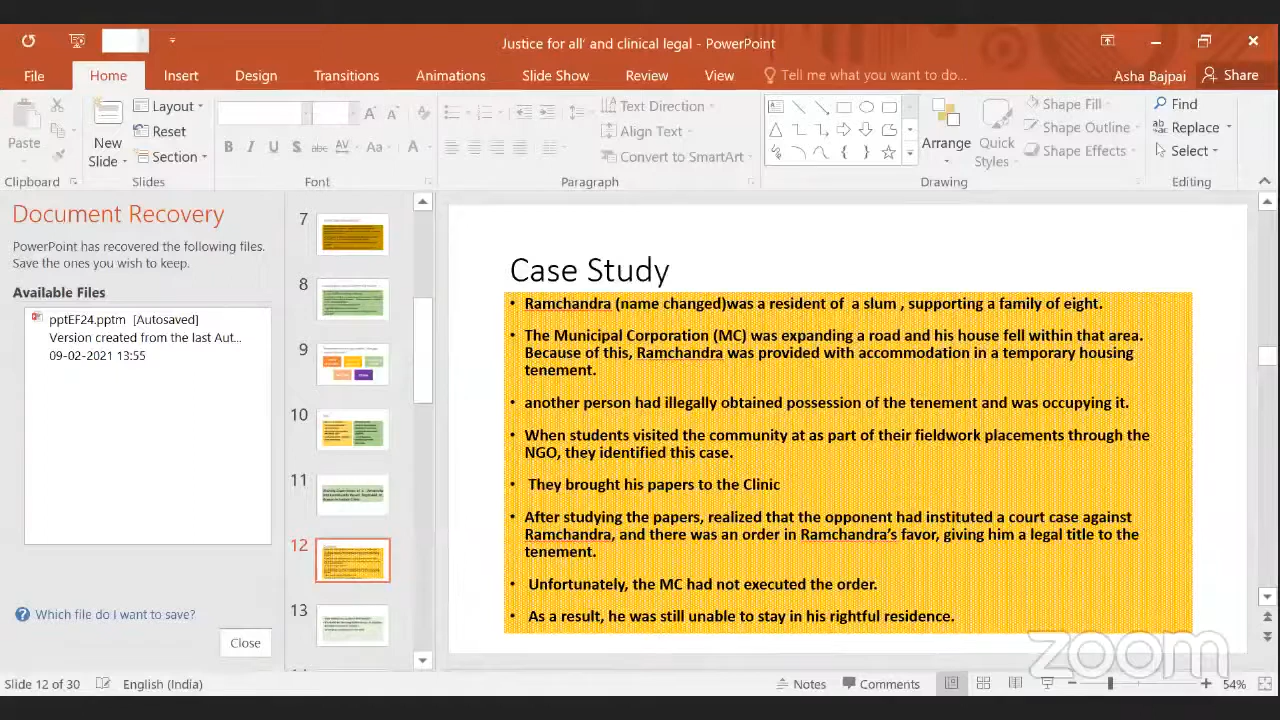 Justice for all' and clinical legal - PowerPoint
File
Home
Insert
Design
Transitions
Animations
Slide Show
Review
View
Tell me what you want to do...
Asha Bajpai
Share
Paste
New
Slide
Layout
Reset
Section
B I U S abc AV Aa A
Text Direction
Align Text
Convert to SmartArt
Arrange
Quick
Styles
Shape Fill
Shape Outline
Shape Effects
Find
Replace
Select
Clipboard
Slides
Font
Paragraph
Drawing
Editing
Document Recovery
PowerPoint has recovered the following files.
Save the ones you wish to keep.
Available Files
pptEF24.pptm [Autosaved]
Version created from the last Aut...
09-02-2021 13:55
Which file do I want to save?
Close
7
8
9
10
11
12
13
Case Study
• Ramchandra (name changed)was a resident of a slum , supporting a family of eight.
• The Municipal Corporation (MC) was expanding a road and his house fell within that area.
Because of this, Ramchandra was provided with accommodation in a temporary housing
tenement.
• another person had illegally obtained possession of the tenement and was occupying it.
• When students visited the community at as part of their fieldwork placements through the
NGO, they identified this case.
• They brought his papers to the Clinic
• After studying the papers, realized that the opponent had instituted a court case against
Ramchandra, and there was an order in Ramchandra's favor, giving him a legal title to the
tenement.
• Unfortunately, the MC had not executed the order.
• As a result, he was still unable to stay in his rightful residence.
zoom
Slide 12 of 30
English (India)
Notes
Comments
54%